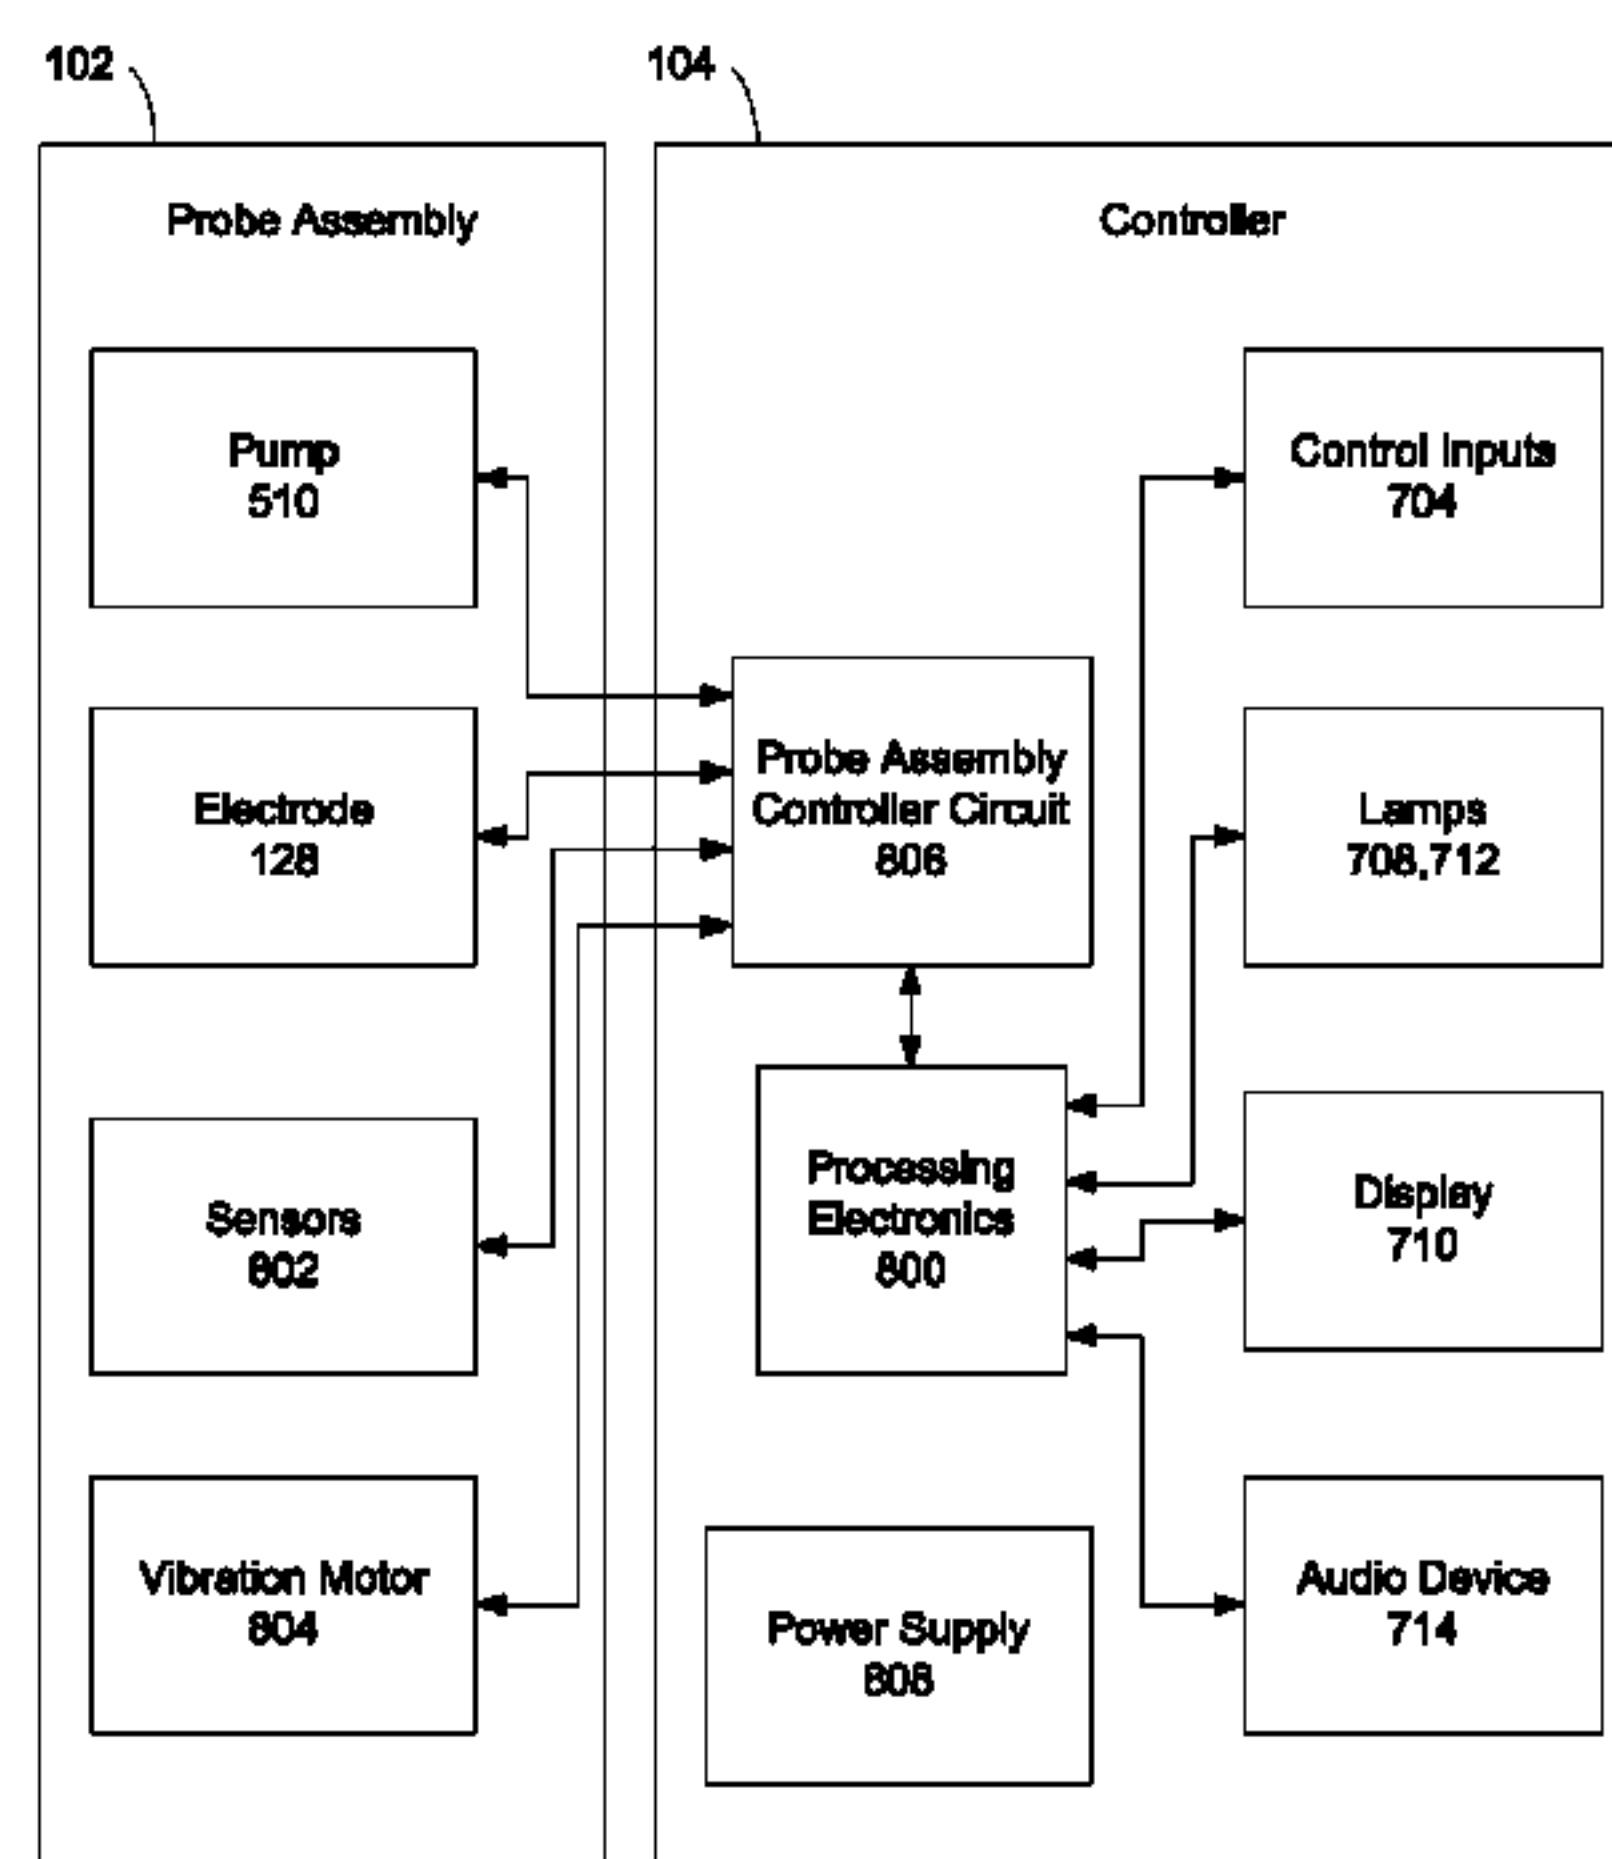 102
104
Probe Assembly
Controller
Pump
510
Control Inputs
704
Probe Assembly
Controller Circuit
806
Electrode
128
Lamps
708,712
Processing
Electronics
800
Sensors
802
Display
710
Vibration Motor
804
Power Supply
808
Audio Device
714